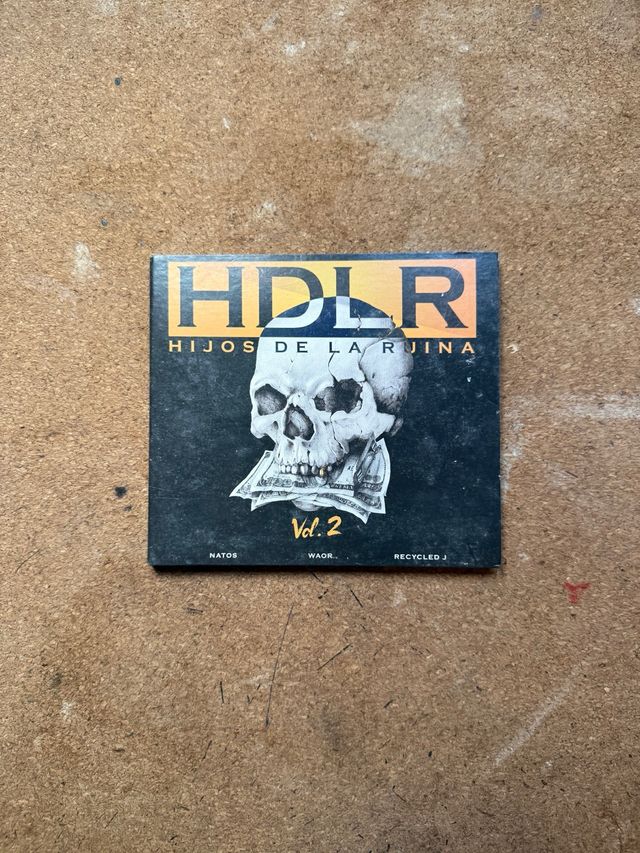 HDLR
HIJOS DE LA RUINA
Vol. 2
NATOS WAOR RECYCLED J